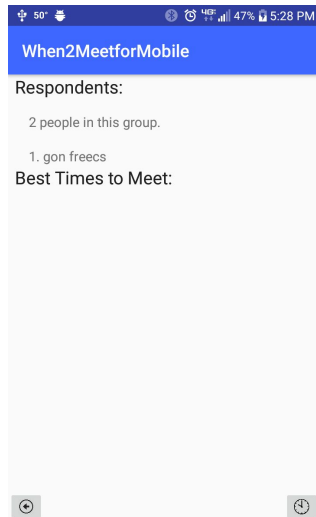 50° 4G 47% 5:28 PM
When2MeetforMobile
Respondents:
2 people in this group.
1. gon freecs
Best Times to Meet: